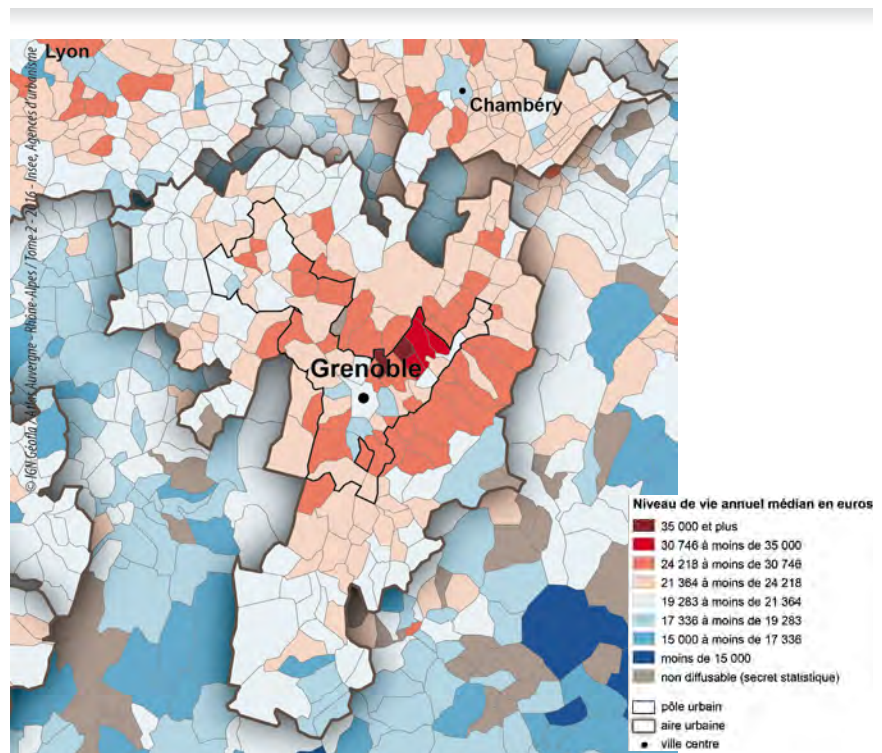 Lyon
Chambéry
Grenoble
© IGN Géofla / Atlas Auvergne - Rhône-Alpes / Tome 2 - 2016 - Insee, Agences d'urbanisme
Niveau de vie annuel médian en euros
35 000 et plus
30 746 à moins de 35 000
24 218 à moins de 30 746
21 364 à moins de 24 218
19 283 à moins de 21 364
17 336 à moins de 19 283
15 000 à moins de 17 336
moins de 15 000
non diffusable (secret statistique)
pôle urbain
aire urbaine
ville centre